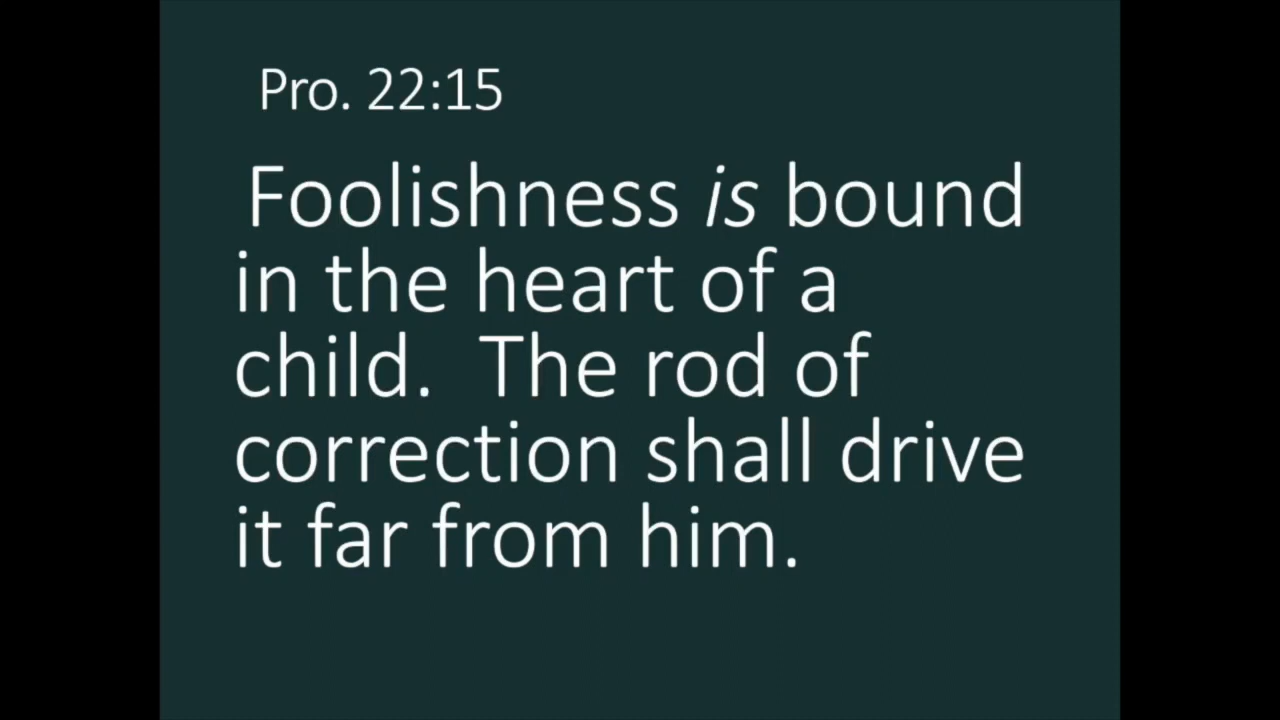 Pro. 22:15
Foolishness is bound
in the heart of a
child.  The rod of
correction shall drive
it far from him.